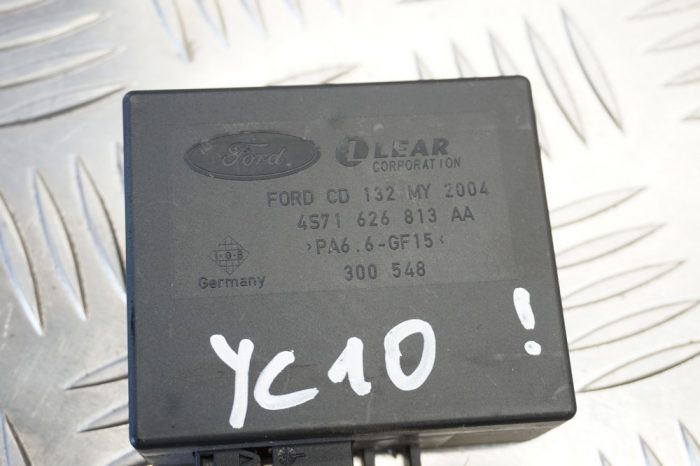 Ford LEAR
CORPORATION
FORD CD 132 MY 2004
4S71 626 813 AA
>PA6.6-GF15<
300 548
Germany
YC10 !